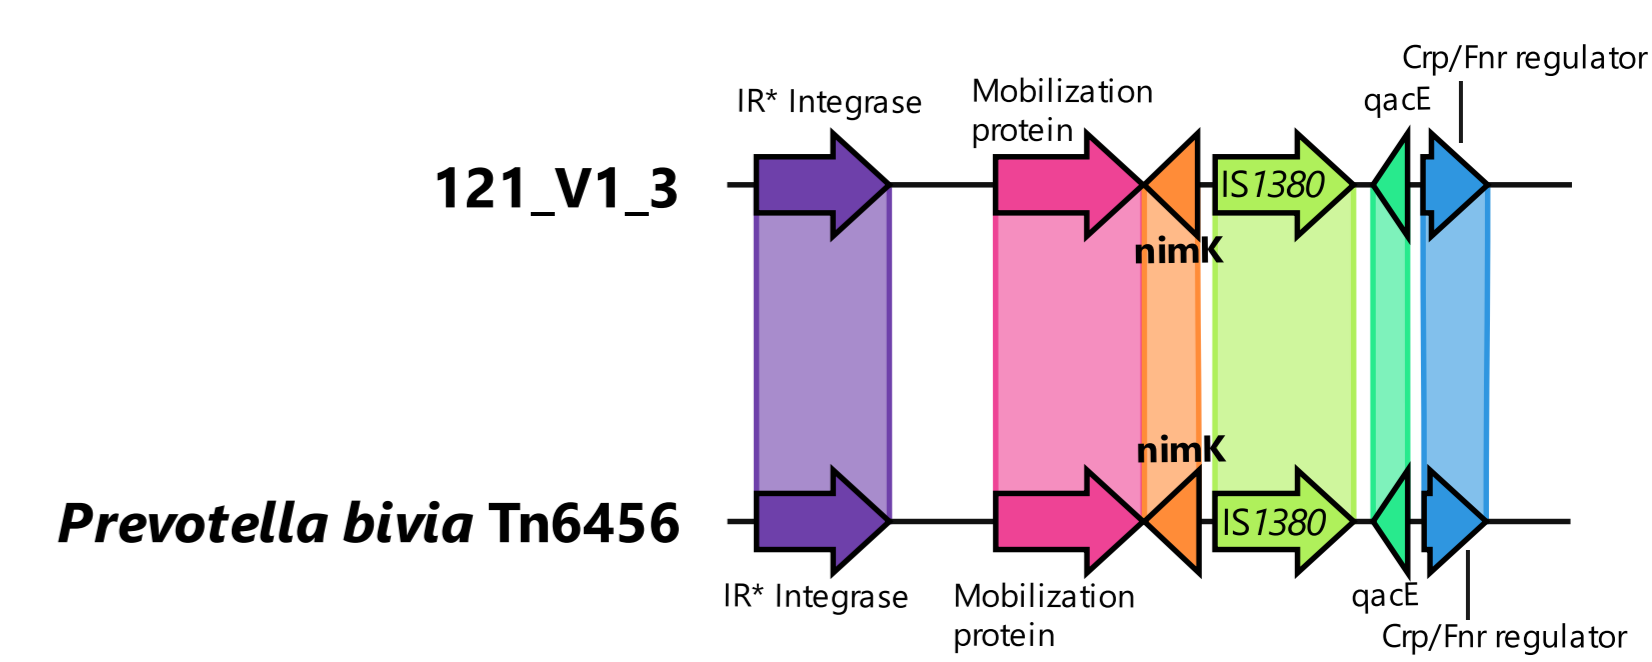 Crp/Fnr regulator
IR* Integrase
Mobilization
protein
qacE
121_V1_3
IS1380
nimK
nimK
Prevotella bivia Tn6456
IS1380
IR* Integrase
Mobilization
protein
qacE
Crp/Fnr regulator